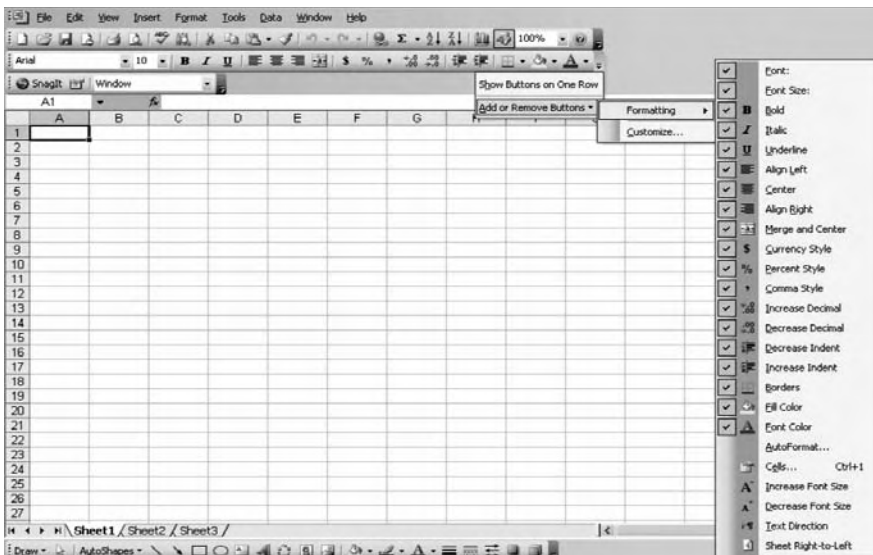 File Edit View Insert Format Tools Data Window Help
100%
Arial 10 B I U $ % ,
SnagIt Window
Show Buttons on One Row
Add or Remove Buttons
Formatting
Customize...
A1 fx
A B C D E F G H
1
2
3
4
5
6
7
8
9
10
11
12
13
14
15
16
17
18
19
20
21
22
23
24
25
26
27
Font:
Font Size:
B Bold
I Italic
U Underline
Align Left
Center
Align Right
Merge and Center
$ Currency Style
% Percent Style
, Comma Style
Increase Decimal
Decrease Decimal
Decrease Indent
Increase Indent
Borders
Fill Color
A Font Color
AutoFormat...
Cells... Ctrl+1
A Increase Font Size
A Decrease Font Size
Text Direction
Sheet Right-to-Left
Sheet1 / Sheet2 / Sheet3 /
Draw AutoShapes